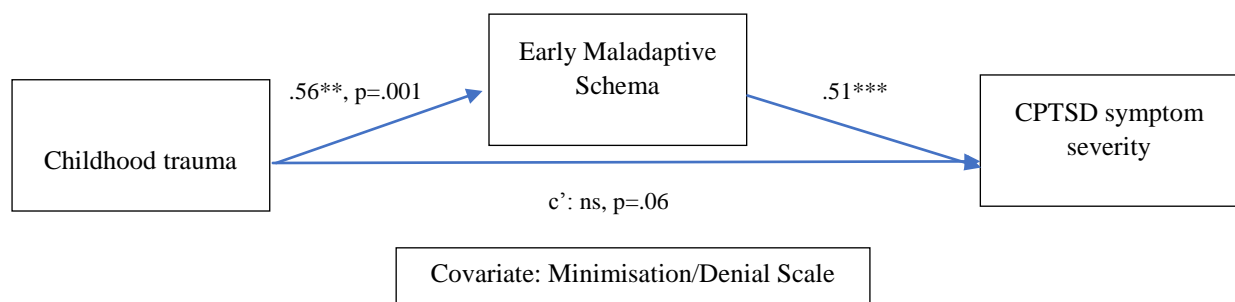 Early Maladaptive
Schema
.56**, p=.001
.51***
CPTSD symptom
severity
Childhood trauma
c’: ns, p=.06
Covariate: Minimisation/Denial Scale